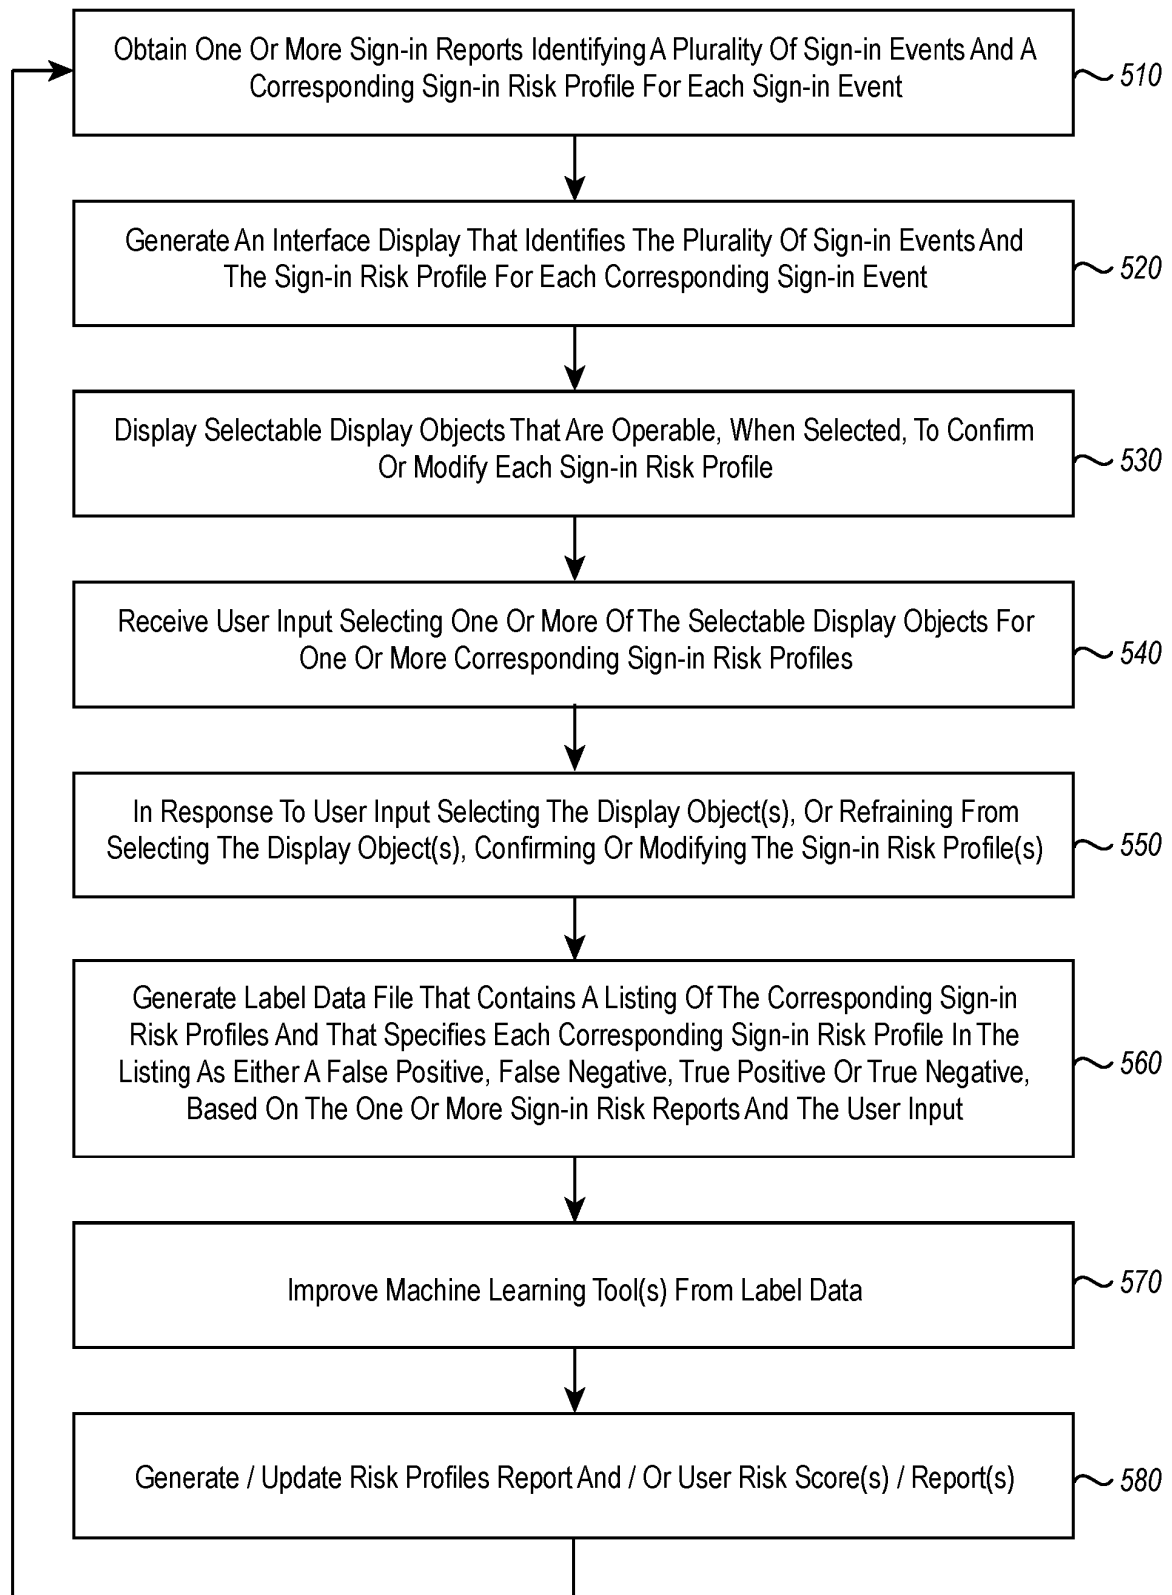 Obtain One Or More Sign-in Reports Identifying A Plurality Of Sign-in Events And A
Corresponding Sign-in Risk Profile For Each Sign-in Event
510
Generate An Interface Display That Identifies The Plurality Of Sign-in Events And
The Sign-in Risk Profile For Each Corresponding Sign-in Event
520
Display Selectable Display Objects That Are Operable, When Selected, To Confirm
Or Modify Each Sign-in Risk Profile
530
Receive User Input Selecting One Or More Of The Selectable Display Objects For
One Or More Corresponding Sign-in Risk Profiles
540
In Response To User Input Selecting The Display Object(s), Or Refraining From
Selecting The Display Object(s), Confirming Or Modifying The Sign-in Risk Profile(s)
550
Generate Label Data File That Contains A Listing Of The Corresponding Sign-in
Risk Profiles And That Specifies Each Corresponding Sign-in Risk Profile In The
Listing As Either A False Positive, False Negative, True Positive Or True Negative,
Based On The One Or More Sign-in Risk Reports And The User Input
560
Improve Machine Learning Tool(s) From Label Data
570
Generate / Update Risk Profiles Report And / Or User Risk Score(s) / Report(s)
580